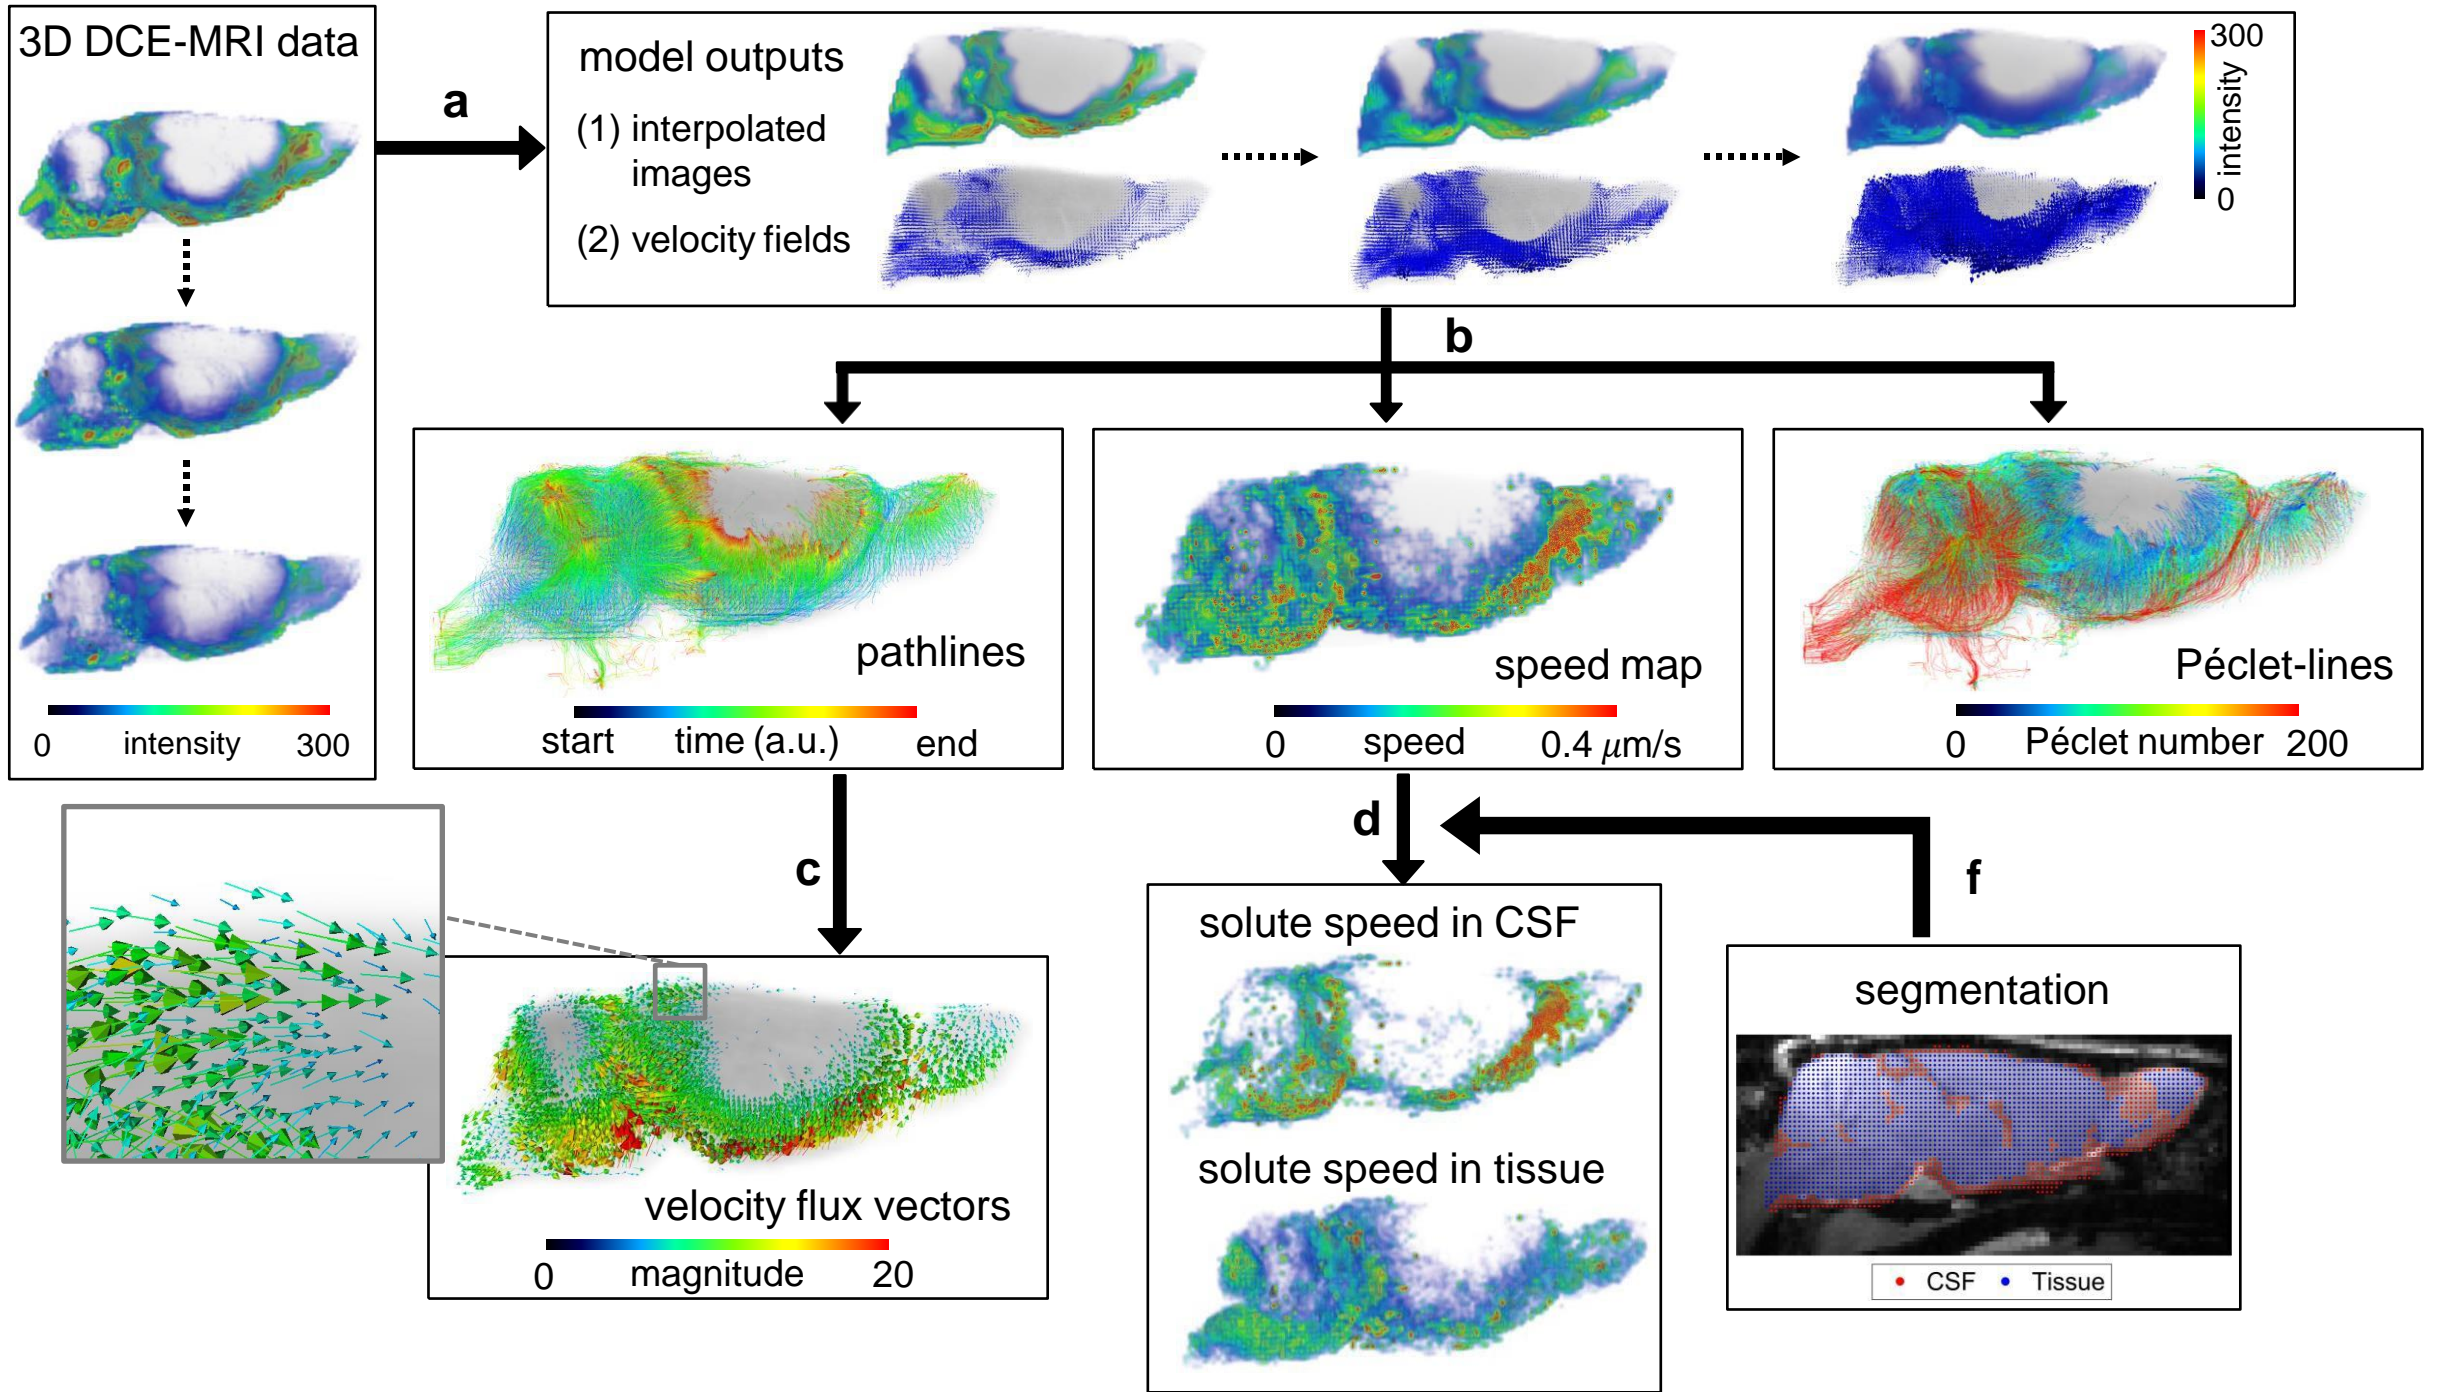 3D DCE-MRI data
0 intensity 300
a
model outputs
(1) interpolated
images
(2) velocity fields
300
intensity
0
b
pathlines
start time (a.u.) end
speed map
0 speed 0.4 μm/s
Péclet-lines
0 Péclet number 200
c
d
f
velocity flux vectors
0 magnitude 20
solute speed in CSF
solute speed in tissue
segmentation
CSF Tissue